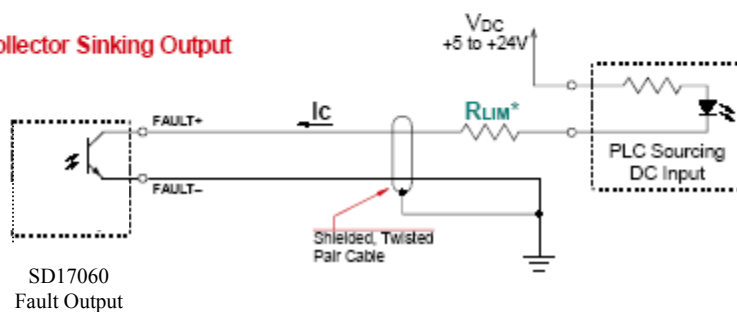 Sinking Output
VDC
+5 to +24V
FAULT+
IC
RLIM*
PLC Sourcing
DC Input
FAULT–
Shielded, Twisted
Pair Cable
SD17060
Fault Output